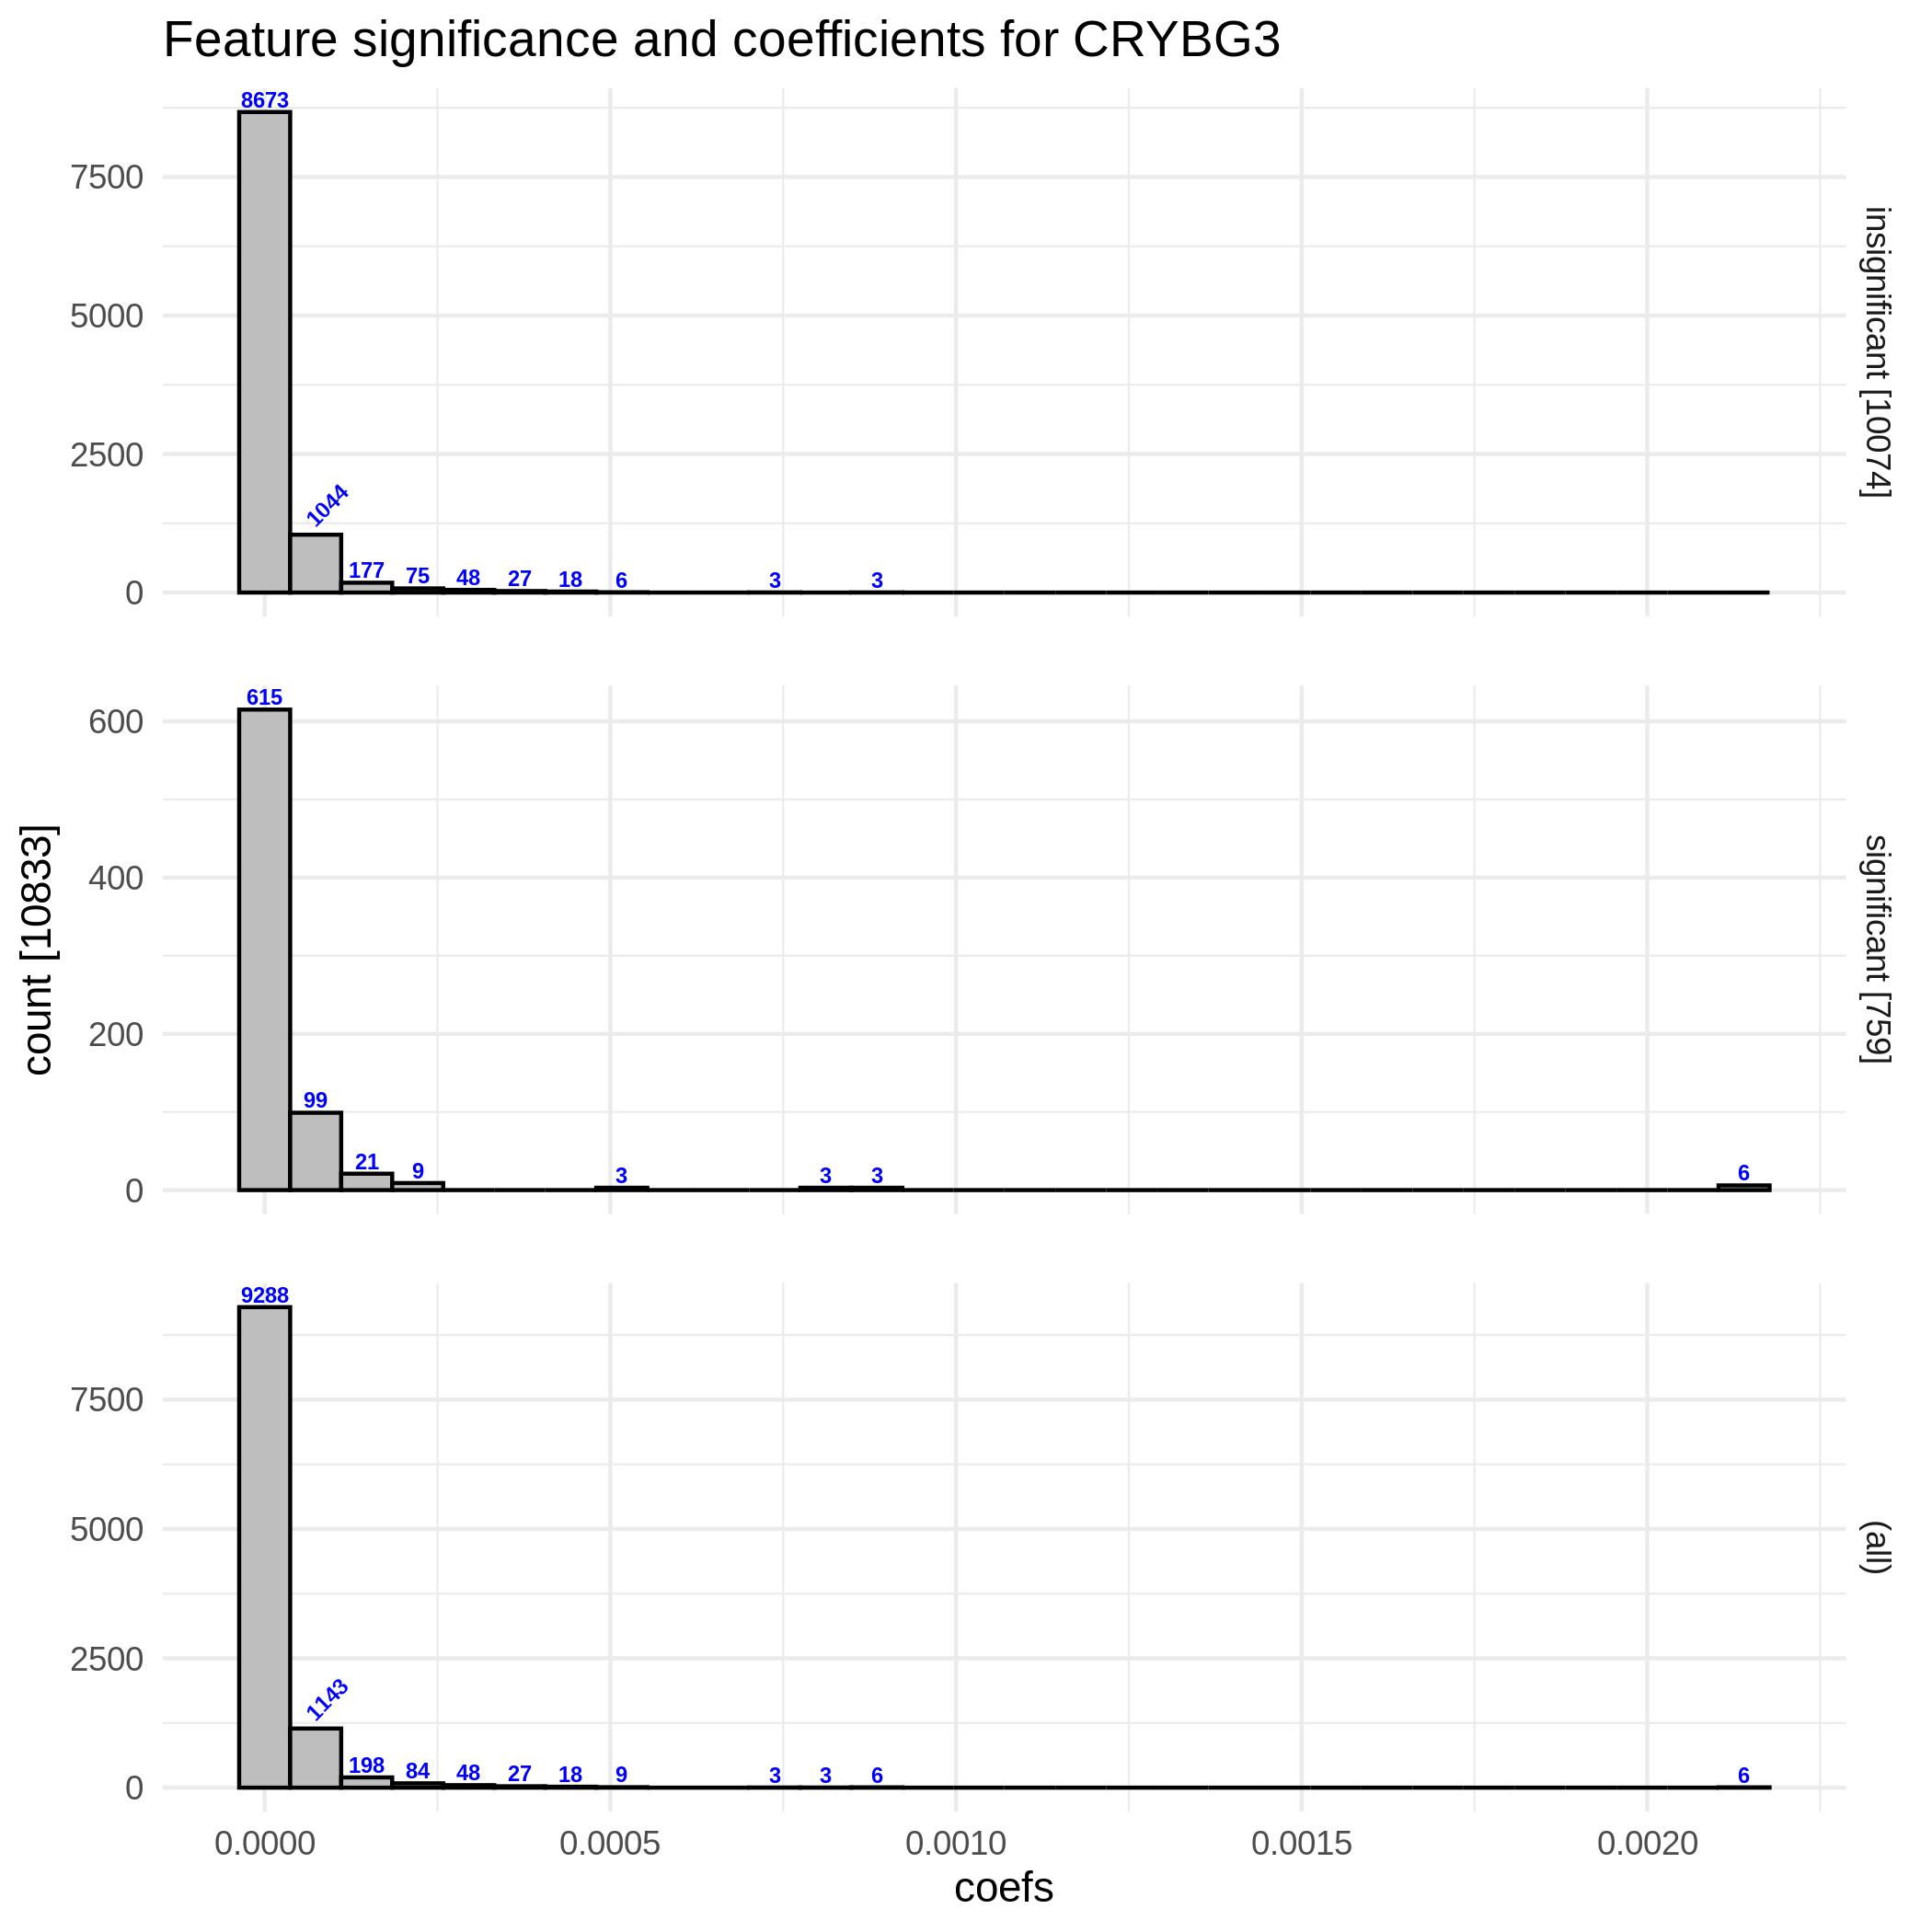 Feature significance and coefficients for CRYBG3
8673
7500
5000
2500
1044
177 75 48 27 18 6 3 3
0
insignificant [10074]
615
600
400
200
99
21 9 3 3 3 6
0
significant [759]
count [10833]
9288
7500
5000
2500
1143
198 84 48 27 18 9 3 3 6 6
0
(all)
0.0000 0.0005 0.0010 0.0015 0.0020
coefs